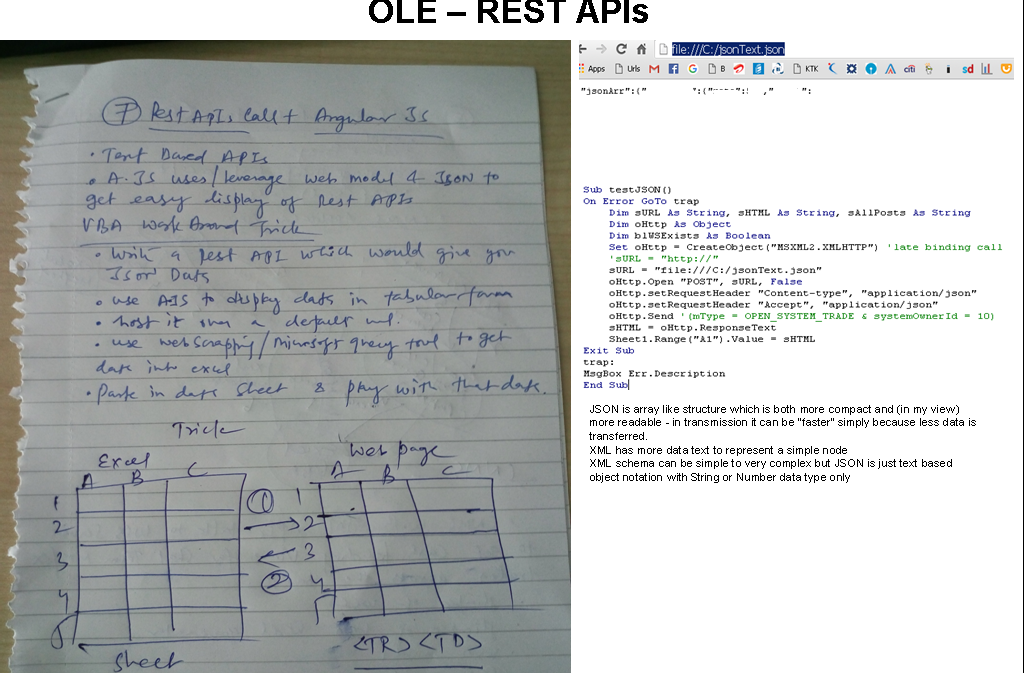 OLE – REST APIs
⑦ Rest APIs Call + Angular JS
• Text Based APIs
• A.JS uses/leverage web model & JSON to
get easy display of Rest APIs
VBA Work Around Trick
• Write a Rest API which would give you
Json Data
• use AJS to display data in tabular form
• host it over a default url.
• use webScrapping/Microsoft query tool to get
data into excel
• Park in data sheet & play with that data.
Trick
Excel
A B C
1
2
3
4
5
Sheet
①
②
Web page
A B C
1
2
3
4
5
<TR> <TD>
file:///C:/jsonText.json
Apps Urls B KTK citi i sd
"jsonArr":("
Sub testJSON()
On Error GoTo trap
Dim sURL As String, sHTML As String, sAllPosts As String
Dim oHttp As Object
Dim blWSExists As Boolean
Set oHttp = CreateObject("MSXML2.XMLHTTP") 'late binding call
'sURL = "http://"
sURL = "file:///C:/jsonText.json"
oHttp.Open "POST", sURL, False
oHttp.setRequestHeader "Content-type", "application/json"
oHttp.setRequestHeader "Accept", "application/json"
oHttp.Send '(mType = OPEN_SYSTEM_TRADE & systemOwnerId = 10)
sHTML = oHttp.ResponseText
Sheet1.Range("A1").Value = sHTML
Exit Sub
trap:
MsgBox Err.Description
End Sub
JSON is array like structure which is both more compact and (in my view)
more readable - in transmission it can be "faster" simply because less data is
transferred.
XML has more data text to represent a simple node
XML schema can be simple to very complex but JSON is just text based
object notation with String or Number data type only